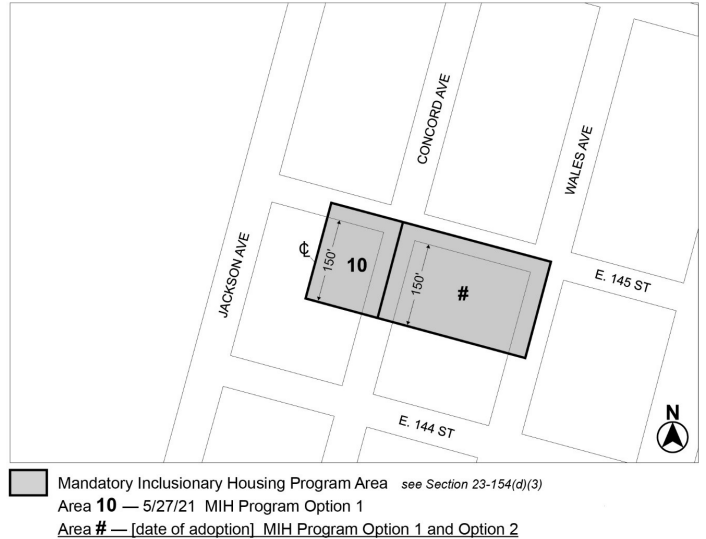 CONCORD AVE
WALES AVE
JACKSON AVE
℄
150'
10
150'
#
E. 145 ST
E. 144 ST
N
Mandatory Inclusionary Housing Program Area see Section 23-154(d)(3)
Area 10 — 5/27/21 MIH Program Option 1
Area # — [date of adoption] MIH Program Option 1 and Option 2